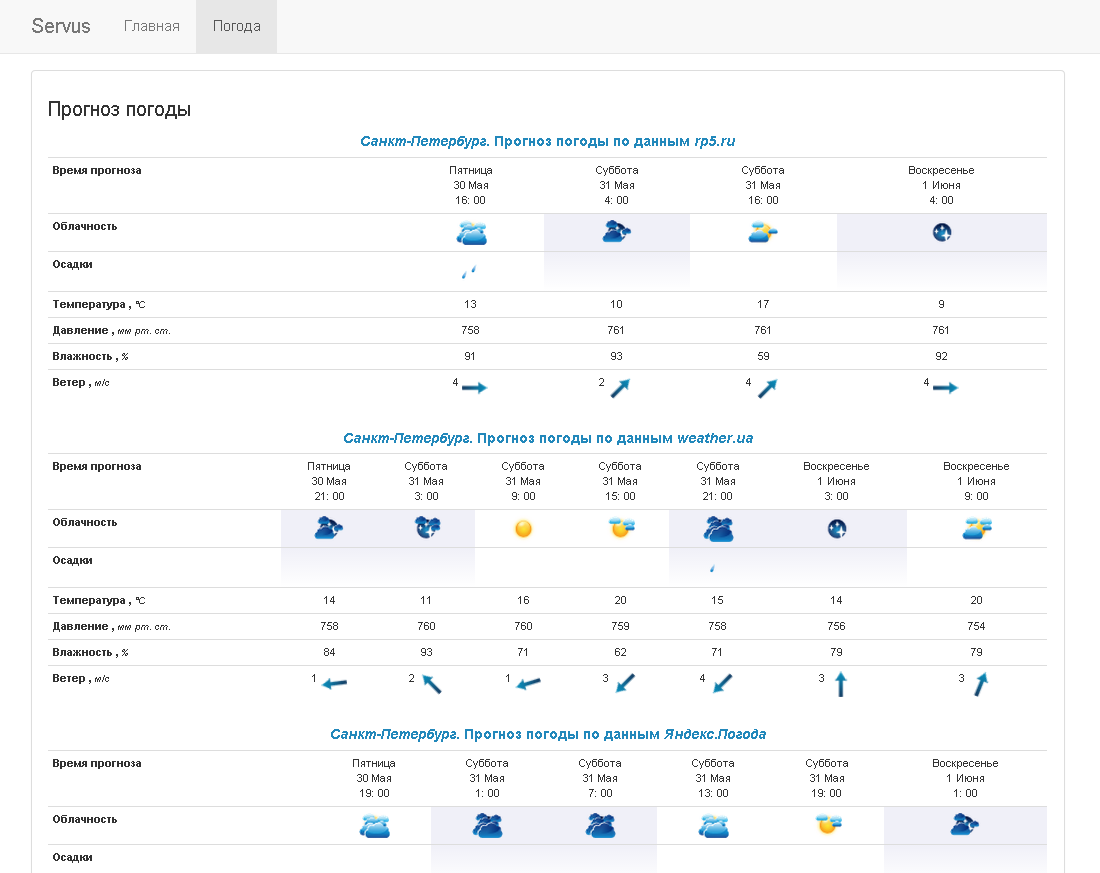 Servus Главная Погода
Прогноз погоды
Санкт-Петербург. Прогноз погоды по данным rp5.ru
Время прогноза Пятница Суббота Суббота Воскресенье
30 Мая 31 Мая 31 Мая 1 Июня
16: 00 4: 00 16: 00 4: 00
Облачность
Осадки
Температура , °C 13 10 17 9
Давление , мм рт. ст. 758 761 761 761
Влажность , % 91 93 59 92
Ветер , м/с 4 2 4 4
Санкт-Петербург. Прогноз погоды по данным weather.ua
Время прогноза Пятница Суббота Суббота Суббота Суббота Воскресенье Воскресенье
30 Мая 31 Мая 31 Мая 31 Мая 31 Мая 1 Июня 1 Июня
21: 00 3: 00 9: 00 15: 00 21: 00 3: 00 9: 00
Облачность
Осадки
Температура , °C 14 11 16 20 15 14 20
Давление , мм рт. ст. 758 760 760 759 758 756 754
Влажность , % 84 93 71 62 71 79 79
Ветер , м/с 1 2 1 3 4 3 3
Санкт-Петербург. Прогноз погоды по данным Яндекс.Погода
Время прогноза Пятница Суббота Суббота Суббота Суббота Воскресенье
30 Мая 31 Мая 31 Мая 31 Мая 31 Мая 1 Июня
19: 00 1: 00 7: 00 13: 00 19: 00 1: 00
Облачность
Осадки